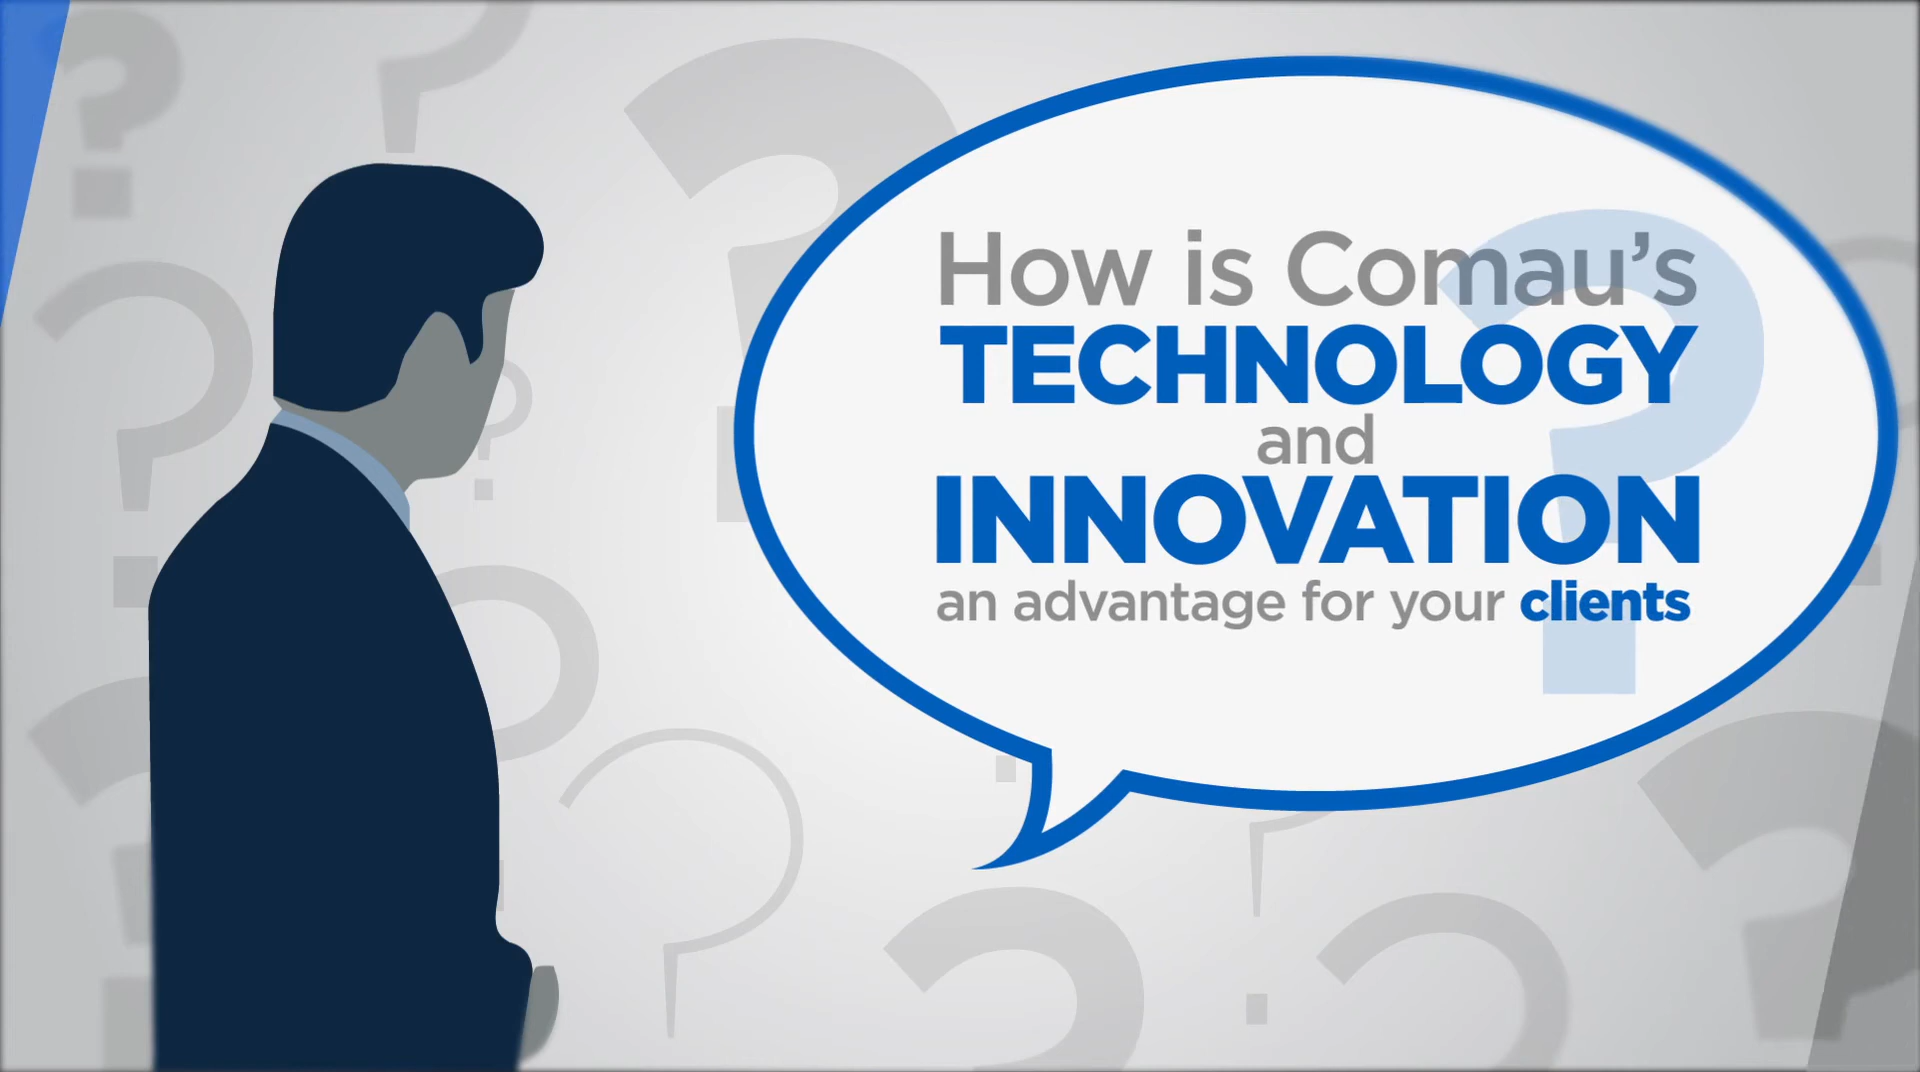 How is Comau’s
TECHNOLOGY
and
INNOVATION
an advantage for your clients
?